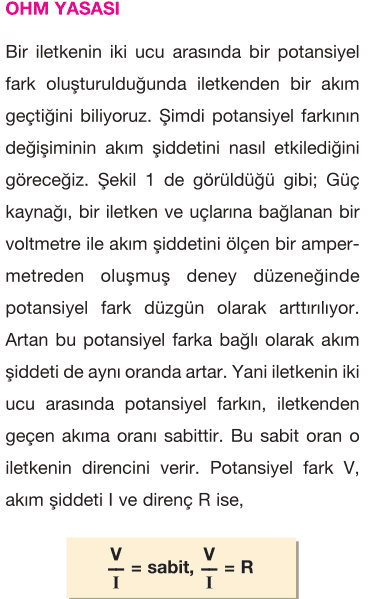 OHM YASASI
Bir iletkenin iki ucu arasında bir potansiyel
fark oluşturulduğunda iletkenden bir akım
geçtiğini biliyoruz. Şimdi potansiyel farkının
değişiminin akım şiddetini nasıl etkilediğini
göreceğiz. Şekil 1 de görüldüğü gibi; Güç
kaynağı, bir iletken ve uçlarına bağlanan bir
voltmetre ile akım şiddetini ölçen bir amper-
metreden oluşmuş deney düzeneğinde
potansiyel fark düzgün olarak arttırılıyor.
Artan bu potansiyel farka bağlı olarak akım
şiddeti de aynı oranda artar. Yani iletkenin iki
ucu arasında potansiyel farkın, iletkenden
geçen akıma oranı sabittir. Bu sabit oran o
iletkenin direncini verir. Potansiyel fark V,
akım şiddeti I ve direnç R ise,
V/I = sabit, V/I = R